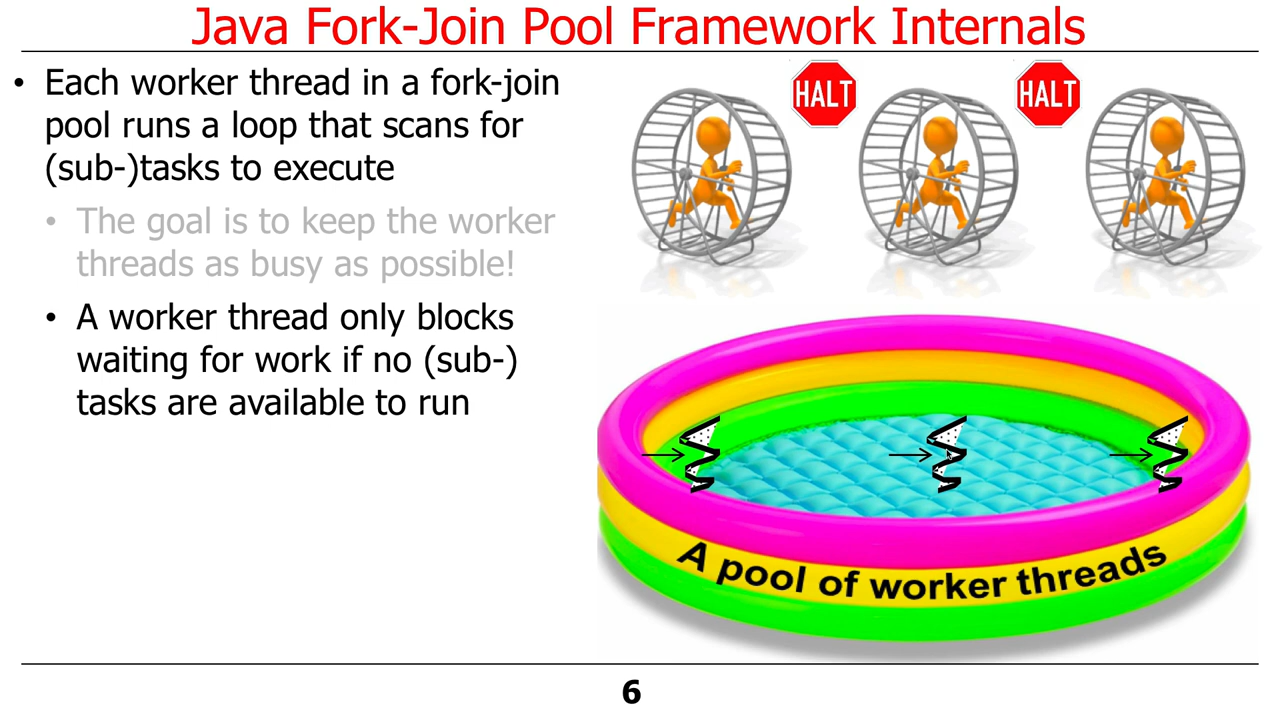 Java Fork-Join Pool Framework Internals
• Each worker thread in a fork-join
pool runs a loop that scans for
(sub-)tasks to execute
• The goal is to keep the worker
threads as busy as possible!
• A worker thread only blocks
waiting for work if no (sub-)
tasks are available to run
HALT
HALT
A pool of worker threads
6